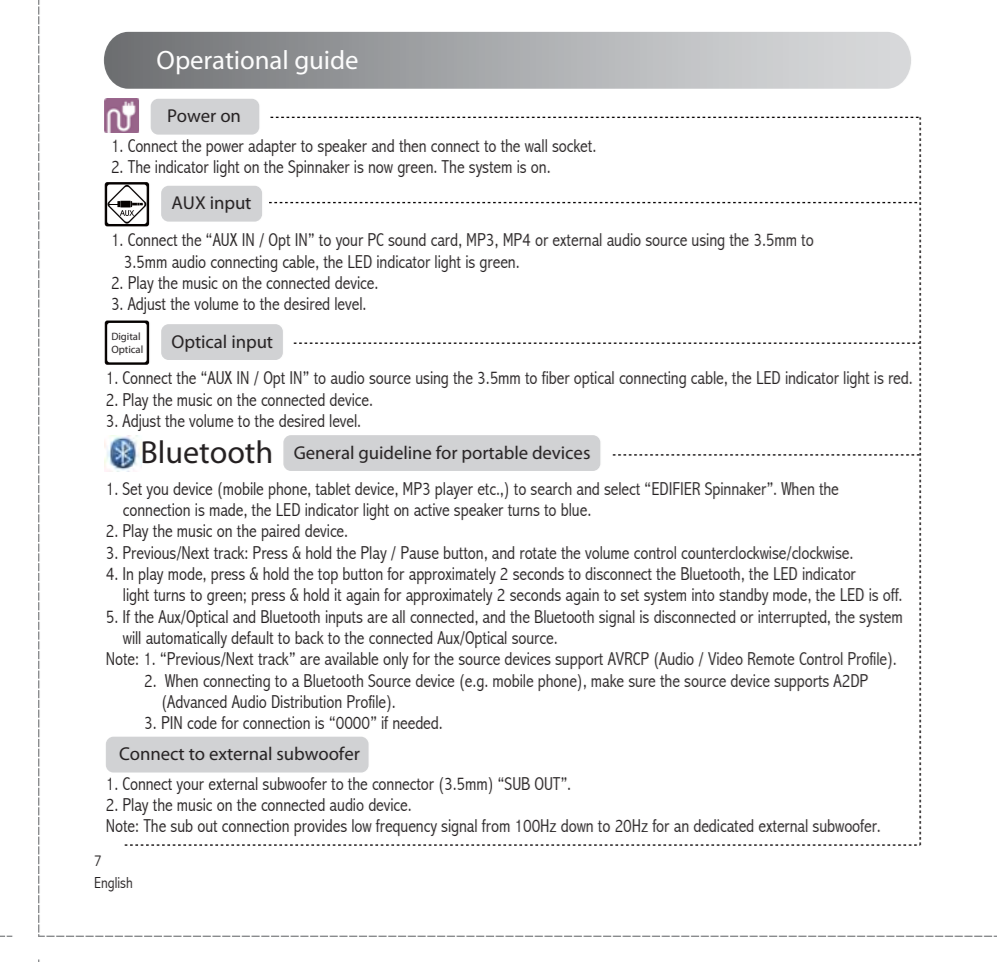 Operational guide
Power on
1. Connect the power adapter to speaker and then connect to the wall socket.
2. The indicator light on the Spinnaker is now green. The system is on.
AUX
AUX input
1. Connect the “AUX IN / Opt IN” to your PC sound card, MP3, MP4 or external audio source using the 3.5mm to
3.5mm audio connecting cable, the LED indicator light is green.
2. Play the music on the connected device.
3. Adjust the volume to the desired level.
Digital
Optical
Optical input
1. Connect the “AUX IN / Opt IN” to audio source using the 3.5mm to fiber optical connecting cable, the LED indicator light is red.
2. Play the music on the connected device.
3. Adjust the volume to the desired level.
Bluetooth General guideline for portable devices
1. Set you device (mobile phone, tablet device, MP3 player etc.,) to search and select “EDIFIER Spinnaker”. When the
connection is made, the LED indicator light on active speaker turns to blue.
2. Play the music on the paired device.
3. Previous/Next track: Press & hold the Play / Pause button, and rotate the volume control counterclockwise/clockwise.
4. In play mode, press & hold the top button for approximately 2 seconds to disconnect the Bluetooth, the LED indicator
light turns to green; press & hold it again for approximately 2 seconds again to set system into standby mode, the LED is off.
5. If the Aux/Optical and Bluetooth inputs are all connected, and the Bluetooth signal is disconnected or interrupted, the system
will automatically default to back to the connected Aux/Optical source.
Note: 1. “Previous/Next track” are available only for the source devices support AVRCP (Audio / Video Remote Control Profile).
2. When connecting to a Bluetooth Source device (e.g. mobile phone), make sure the source device supports A2DP
(Advanced Audio Distribution Profile).
3. PIN code for connection is “0000” if needed.
Connect to external subwoofer
1. Connect your external subwoofer to the connector (3.5mm) “SUB OUT”.
2. Play the music on the connected audio device.
Note: The sub out connection provides low frequency signal from 100Hz down to 20Hz for an dedicated external subwoofer.
7
English